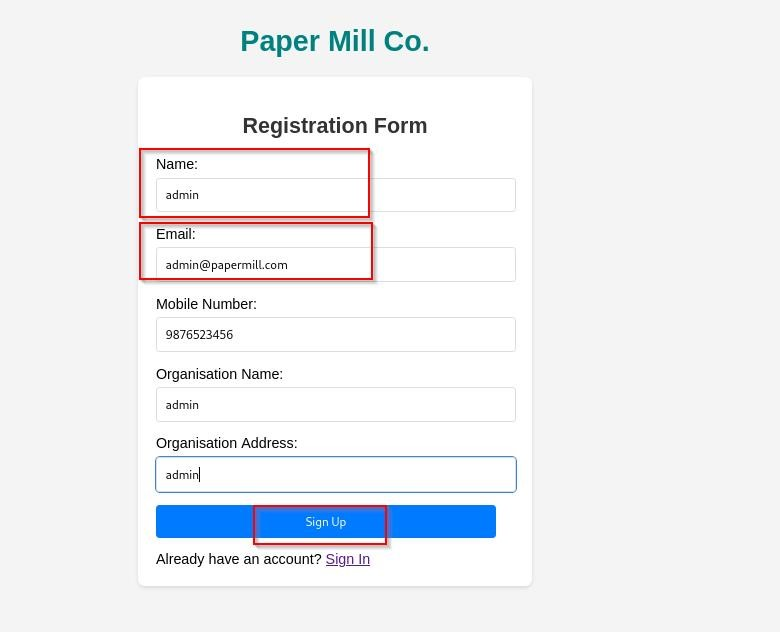 Paper Mill Co.
Registration Form
Name:
admin
Email:
admin@papermill.com
Mobile Number:
9876523456
Organisation Name:
admin
Organisation Address:
admin
Sign Up
Already have an account? Sign In